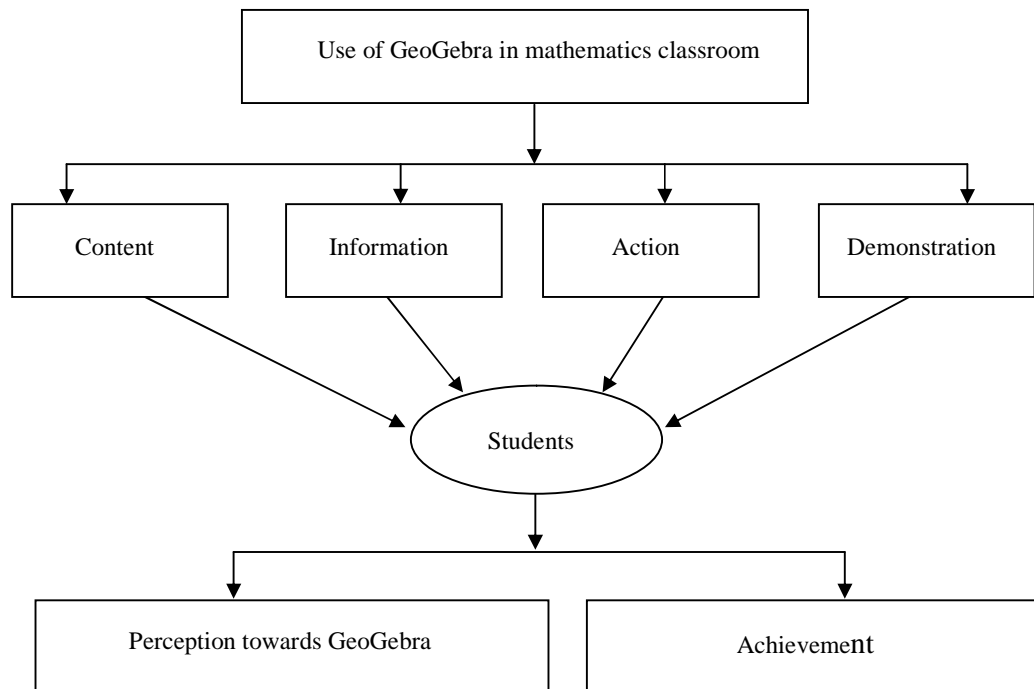 Use of GeoGebra in mathematics classroom
Content
Information
Action
Demonstration
Students
Perception towards GeoGebra
Achievement